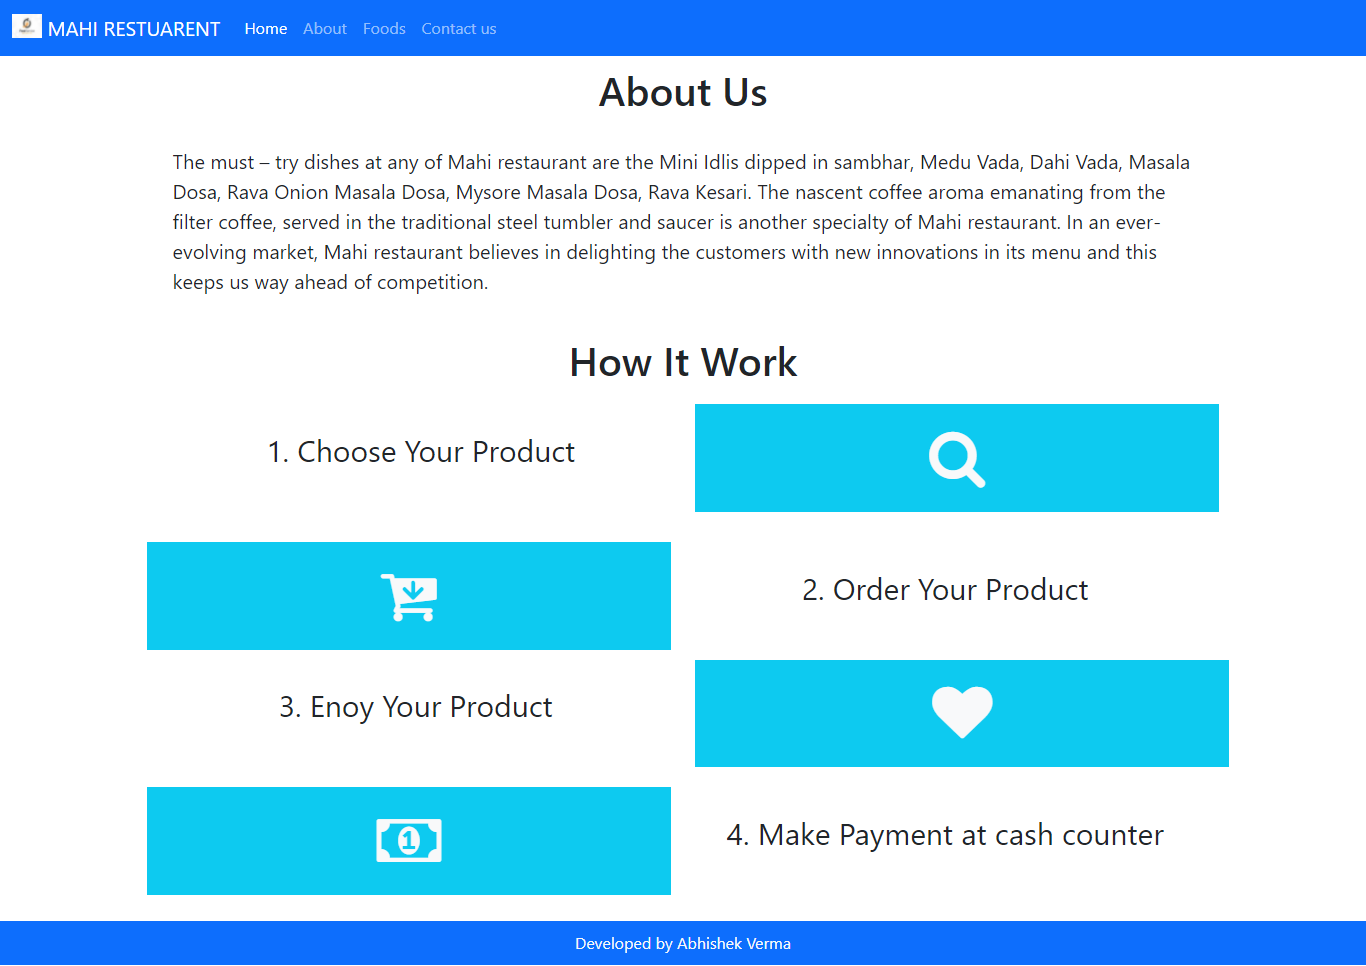 MAHI RESTUARENT Home About Foods Contact us
About Us
The must – try dishes at any of Mahi restaurant are the Mini Idlis dipped in sambhar, Medu Vada, Dahi Vada, Masala
Dosa, Rava Onion Masala Dosa, Mysore Masala Dosa, Rava Kesari. The nascent coffee aroma emanating from the
filter coffee, served in the traditional steel tumbler and saucer is another specialty of Mahi restaurant. In an ever-
evolving market, Mahi restaurant believes in delighting the customers with new innovations in its menu and this
keeps us way ahead of competition.
How It Work
1. Choose Your Product
2. Order Your Product
3. Enoy Your Product
1
4. Make Payment at cash counter
Developed by Abhishek Verma